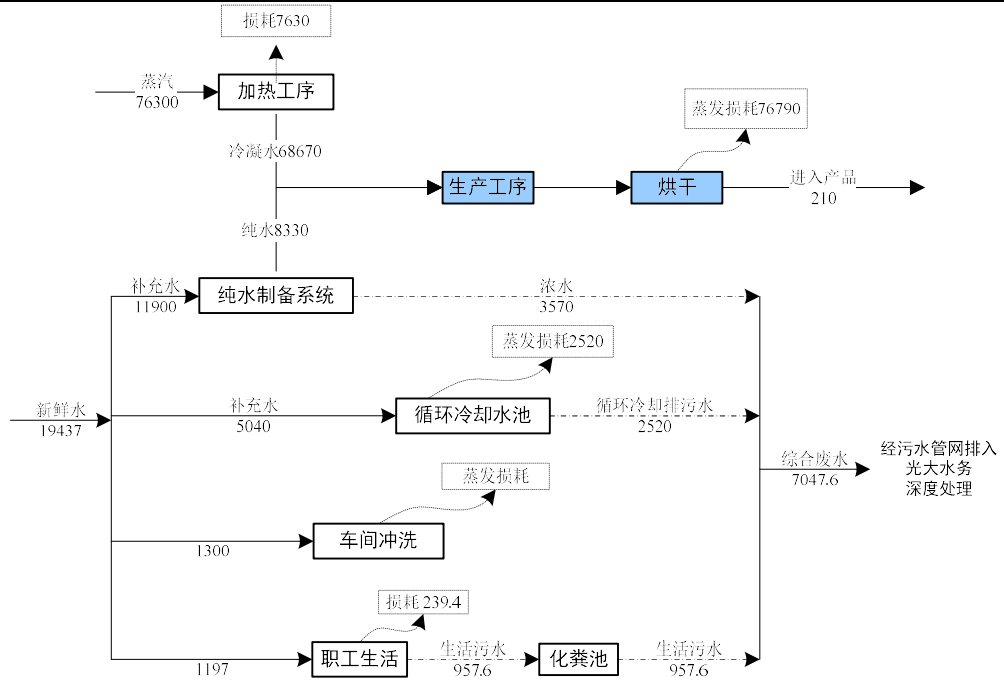 损耗7630
蒸汽
76300
加热工序
蒸发损耗76790
冷凝水68670
生产工序
烘干
进入产品
210
纯水8330
补充水
11900
纯水制备系统
浓水
3570
蒸发损耗2520
新鲜水
19437
补充水
5040
循环冷却水池
循环冷却排污水
2520
综合废水
7047.6
经污水管网排入
光大水务
深度处理
蒸发损耗
1300
车间冲洗
损耗 239.4
1197
职工生活
生活污水
957.6
化粪池
生活污水
957.6